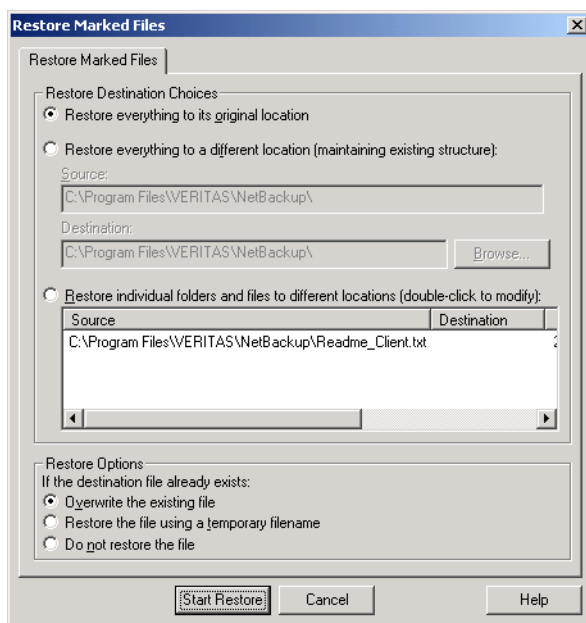 Restore Marked Files
Restore Marked Files
Restore Destination Choices
Restore everything to its original location
Restore everything to a different location (maintaining existing structure):
Source:
C:\Program Files\VERITAS\NetBackup\
Destination:
C:\Program Files\VERITAS\NetBackup\ Browse...
Restore individual folders and files to different locations (double-click to modify):
Source Destination
C:\Program Files\VERITAS\NetBackup\Readme_Client.txt
Restore Options
If the destination file already exists:
Overwrite the existing file
Restore the file using a temporary filename
Do not restore the file
Start Restore Cancel Help